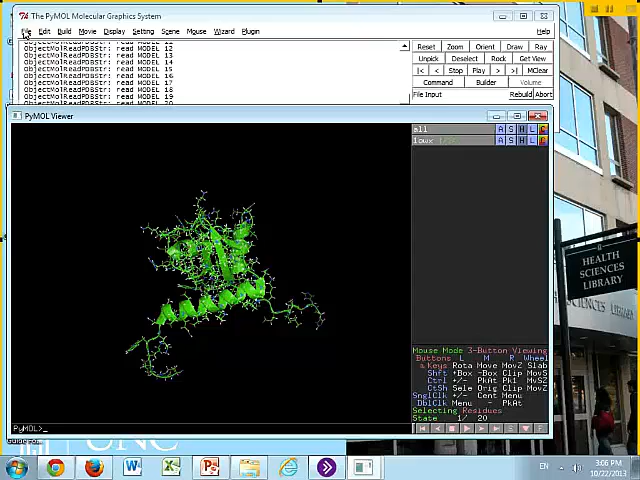 The PyMOL Molecular Graphics System
File Edit Build Movie Display Setting Scene Mouse Wizard Plugin Help
ObjectMolReadPDBStr: read MODEL 12
ObjectMolReadPDBStr: read MODEL 13
ObjectMolReadPDBStr: read MODEL 14
ObjectMolReadPDBStr: read MODEL 15
ObjectMolReadPDBStr: read MODEL 16
ObjectMolReadPDBStr: read MODEL 17
ObjectMolReadPDBStr: read MODEL 18
ObjectMolReadPDBStr: read MODEL 19
ObjectMolReadPDBStr: read MODEL 20
Reset Zoom Orient Draw Ray
Unpick Deselect Rock Get View
|< < Stop Play > >| MClear
Command Builder Volume
File Input Rebuild Abort
PyMOL Viewer
all A S H L C
1owx A S H L C
Mouse Mode 3-Button Viewing
Buttons L M R Wheel
& Keys Rota Move MovZ Slab
Shft +Box -Box Clip MovS
Ctrl +/- PkAt Pk1 MvSZ
CtSh Sele Orig Clip MovZ
SnglClk +/- Cent Menu
DblClk Menu - PkAt
Selecting Residues
State 1/ 20
PyMOL>_
HEALTH
SCIENCES
LIBRARY
UNC
EN
3:06 PM
10/22/2013